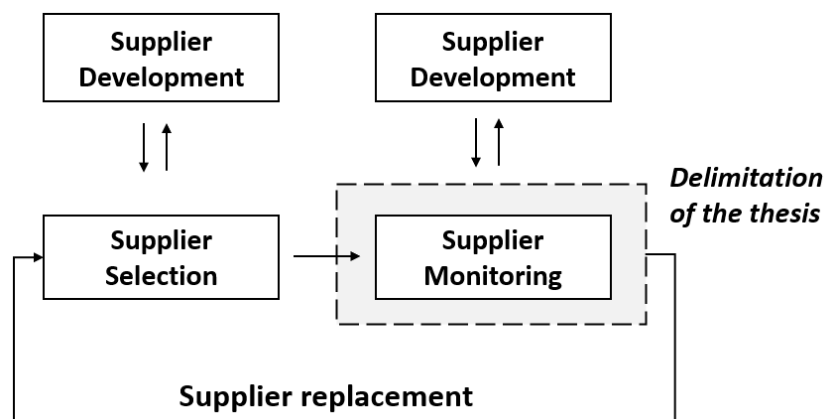 Supplier
Development
Supplier
Development
Delimitation
of the thesis
Supplier
Selection
Supplier
Monitoring
Supplier replacement